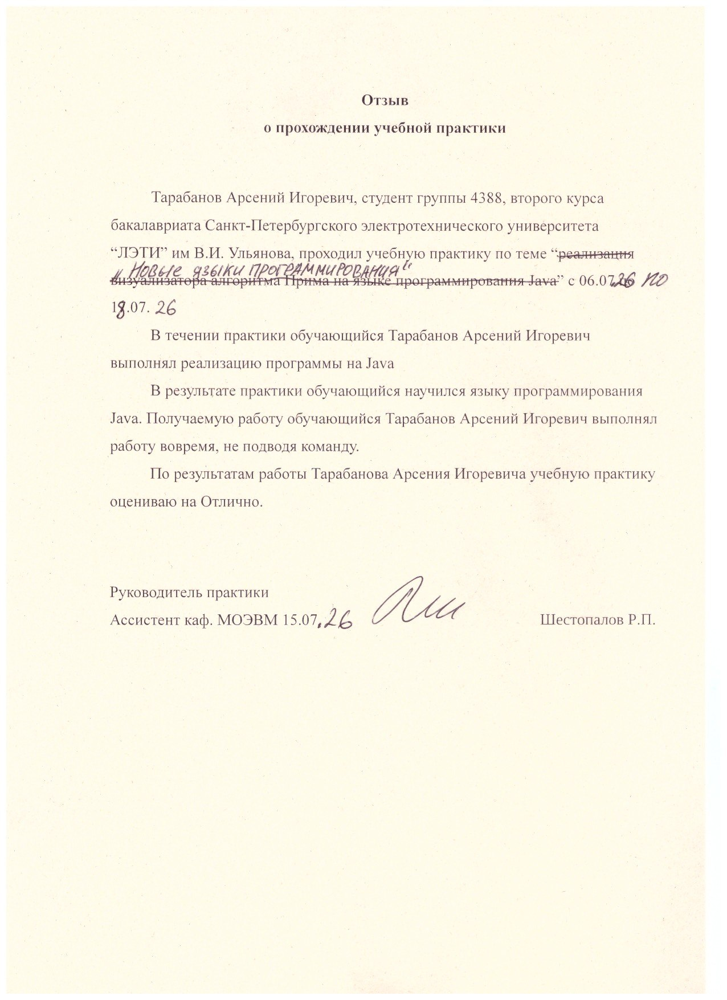 Отзыв
о прохождении учебной практики
Тарабанов Арсений Игоревич, студент группы 4388, второго курса
бакалавриата Санкт-Петербургского электротехнического университета
“ЛЭТИ” им В.И. Ульянова, проходил учебную практику по теме “реализация
„Новые языки программирования“
визуализатора алгоритма Прима на языке программирования Java” с 06.07.26 по
18.07. 26
В течении практики обучающийся Тарабанов Арсений Игоревич
выполнял реализацию программы на Java
В результате практики обучающийся научился языку программирования
Java. Получаемую работу обучающийся Тарабанов Арсений Игоревич выполнял
работу вовремя, не подводя команду.
По результатам работы Тарабанова Арсения Игоревича учебную практику
оцениваю на Отлично.
Руководитель практики
Ассистент каф. МОЭВМ 15.07.26 Шестопалов Р.П.